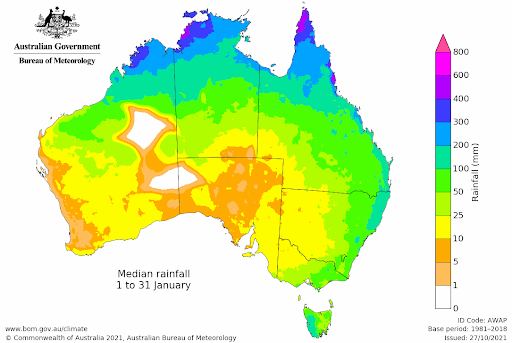 Australian Government
Bureau of Meteorology
800
600
400
300
200
100
50
25
10
5
1
0
Rainfall (mm)
Median rainfall
1 to 31 January
ID Code: AWAP
www.bom.gov.au/climate
Base period: 1981–2018
© Commonwealth of Australia 2021, Australian Bureau of Meteorology
Issued: 27/10/2021